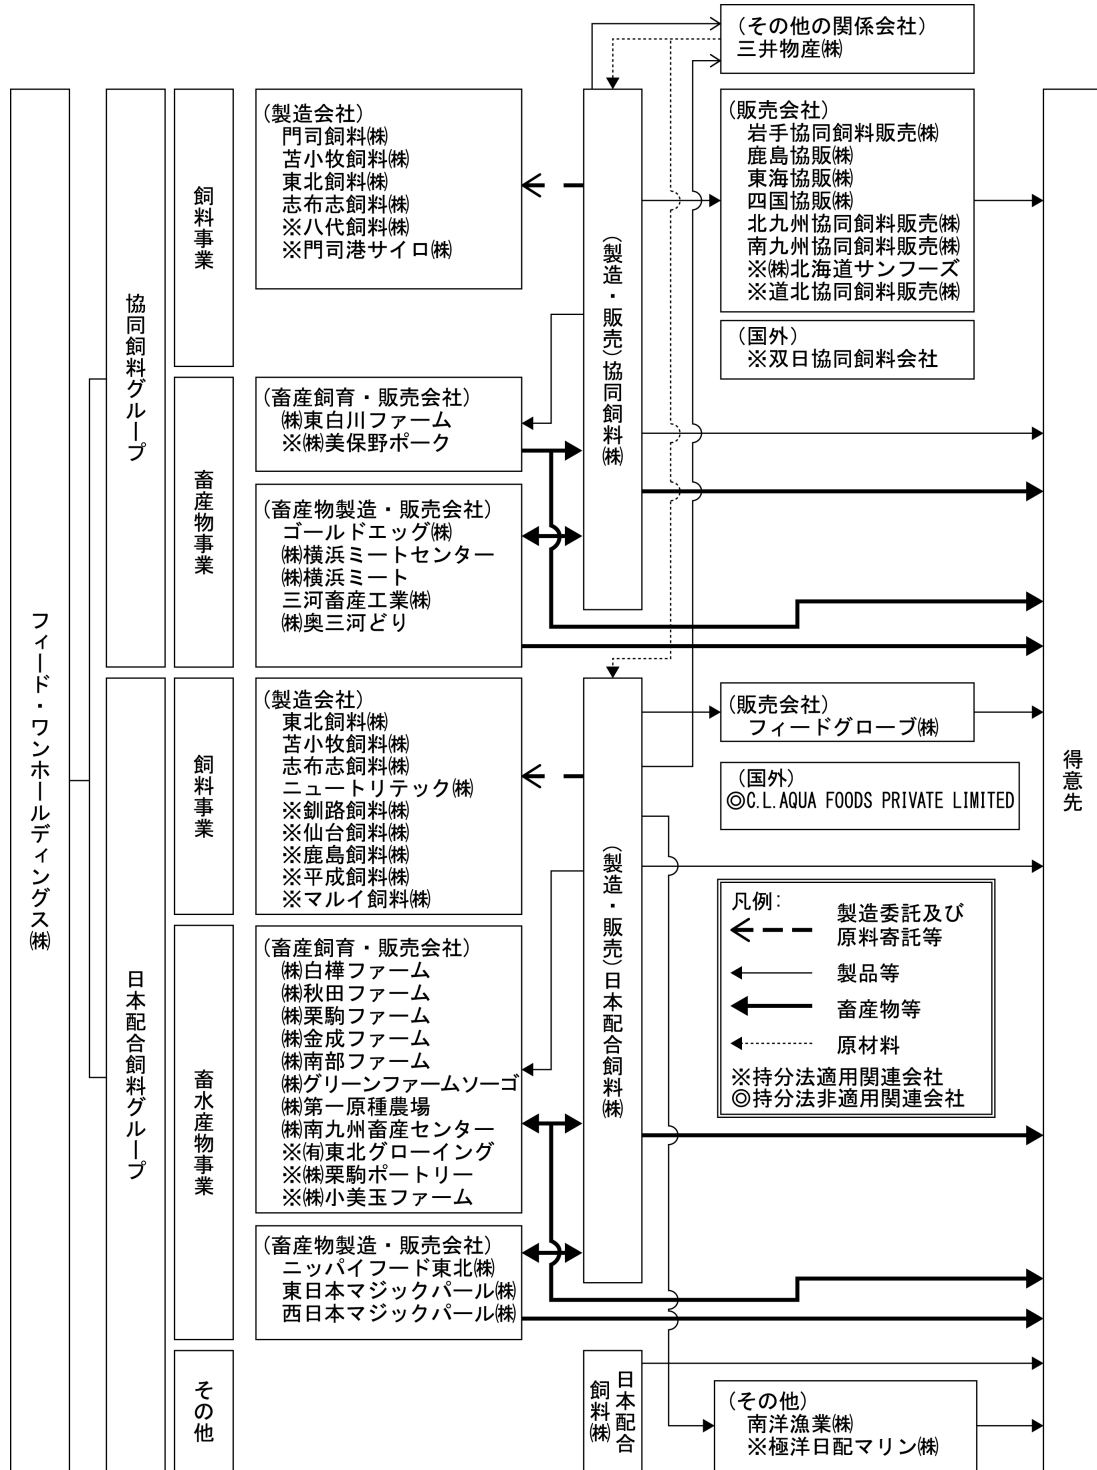 (その他の関係会社)
三井物産㈱
フィード・ワンホールディングス㈱
協同飼料グループ
飼料事業
(製造会社)
門司飼料㈱
苫小牧飼料㈱
東北飼料㈱
志布志飼料㈱
※八代飼料㈱
※門司港サイロ㈱
(製造・販売)協同飼料㈱
(販売会社)
岩手協同飼料販売㈱
鹿島協販㈱
東海協販㈱
四国協販㈱
北九州協同飼料販売㈱
南九州協同飼料販売㈱
※㈱北海道サンフーズ
※道北協同飼料販売㈱
(国外)
※双日協同飼料会社
畜産物事業
(畜産飼育・販売会社)
㈱東白川ファーム
※㈱美保野ポーク
(畜産物製造・販売会社)
ゴールドエッグ㈱
㈱横浜ミートセンター
㈱横浜ミート
三河畜産工業㈱
㈱奥三河どり
日本配合飼料グループ
飼料事業
(製造会社)
東北飼料㈱
苫小牧飼料㈱
志布志飼料㈱
ニュートリテック㈱
※釧路飼料㈱
※仙台飼料㈱
※鹿島飼料㈱
※平成飼料㈱
※マルイ飼料㈱
(製造・販売)日本配合飼料㈱
(販売会社)
フィードグローブ㈱
(国外)
◎C.L.AQUA FOODS PRIVATE LIMITED
得意先
畜水産物事業
(畜産飼育・販売会社)
㈱白樺ファーム
㈱秋田ファーム
㈱栗駒ファーム
㈱金成ファーム
㈱南部ファーム
㈱グリーンファームソーゴ
㈱第一原種農場
㈱南九州畜産センター
※㈲東北グローイング
※㈱栗駒ポートリー
※㈱小美玉ファーム
凡例:
製造委託及び
原料寄託等
製品等
畜産物等
原材料
※持分法適用関連会社
◎持分法非適用関連会社
(畜産物製造・販売会社)
ニッパイフード東北㈱
東日本マジックパール㈱
西日本マジックパール㈱
その他
日本配合
飼料㈱
(その他)
南洋漁業㈱
※極洋日配マリン㈱